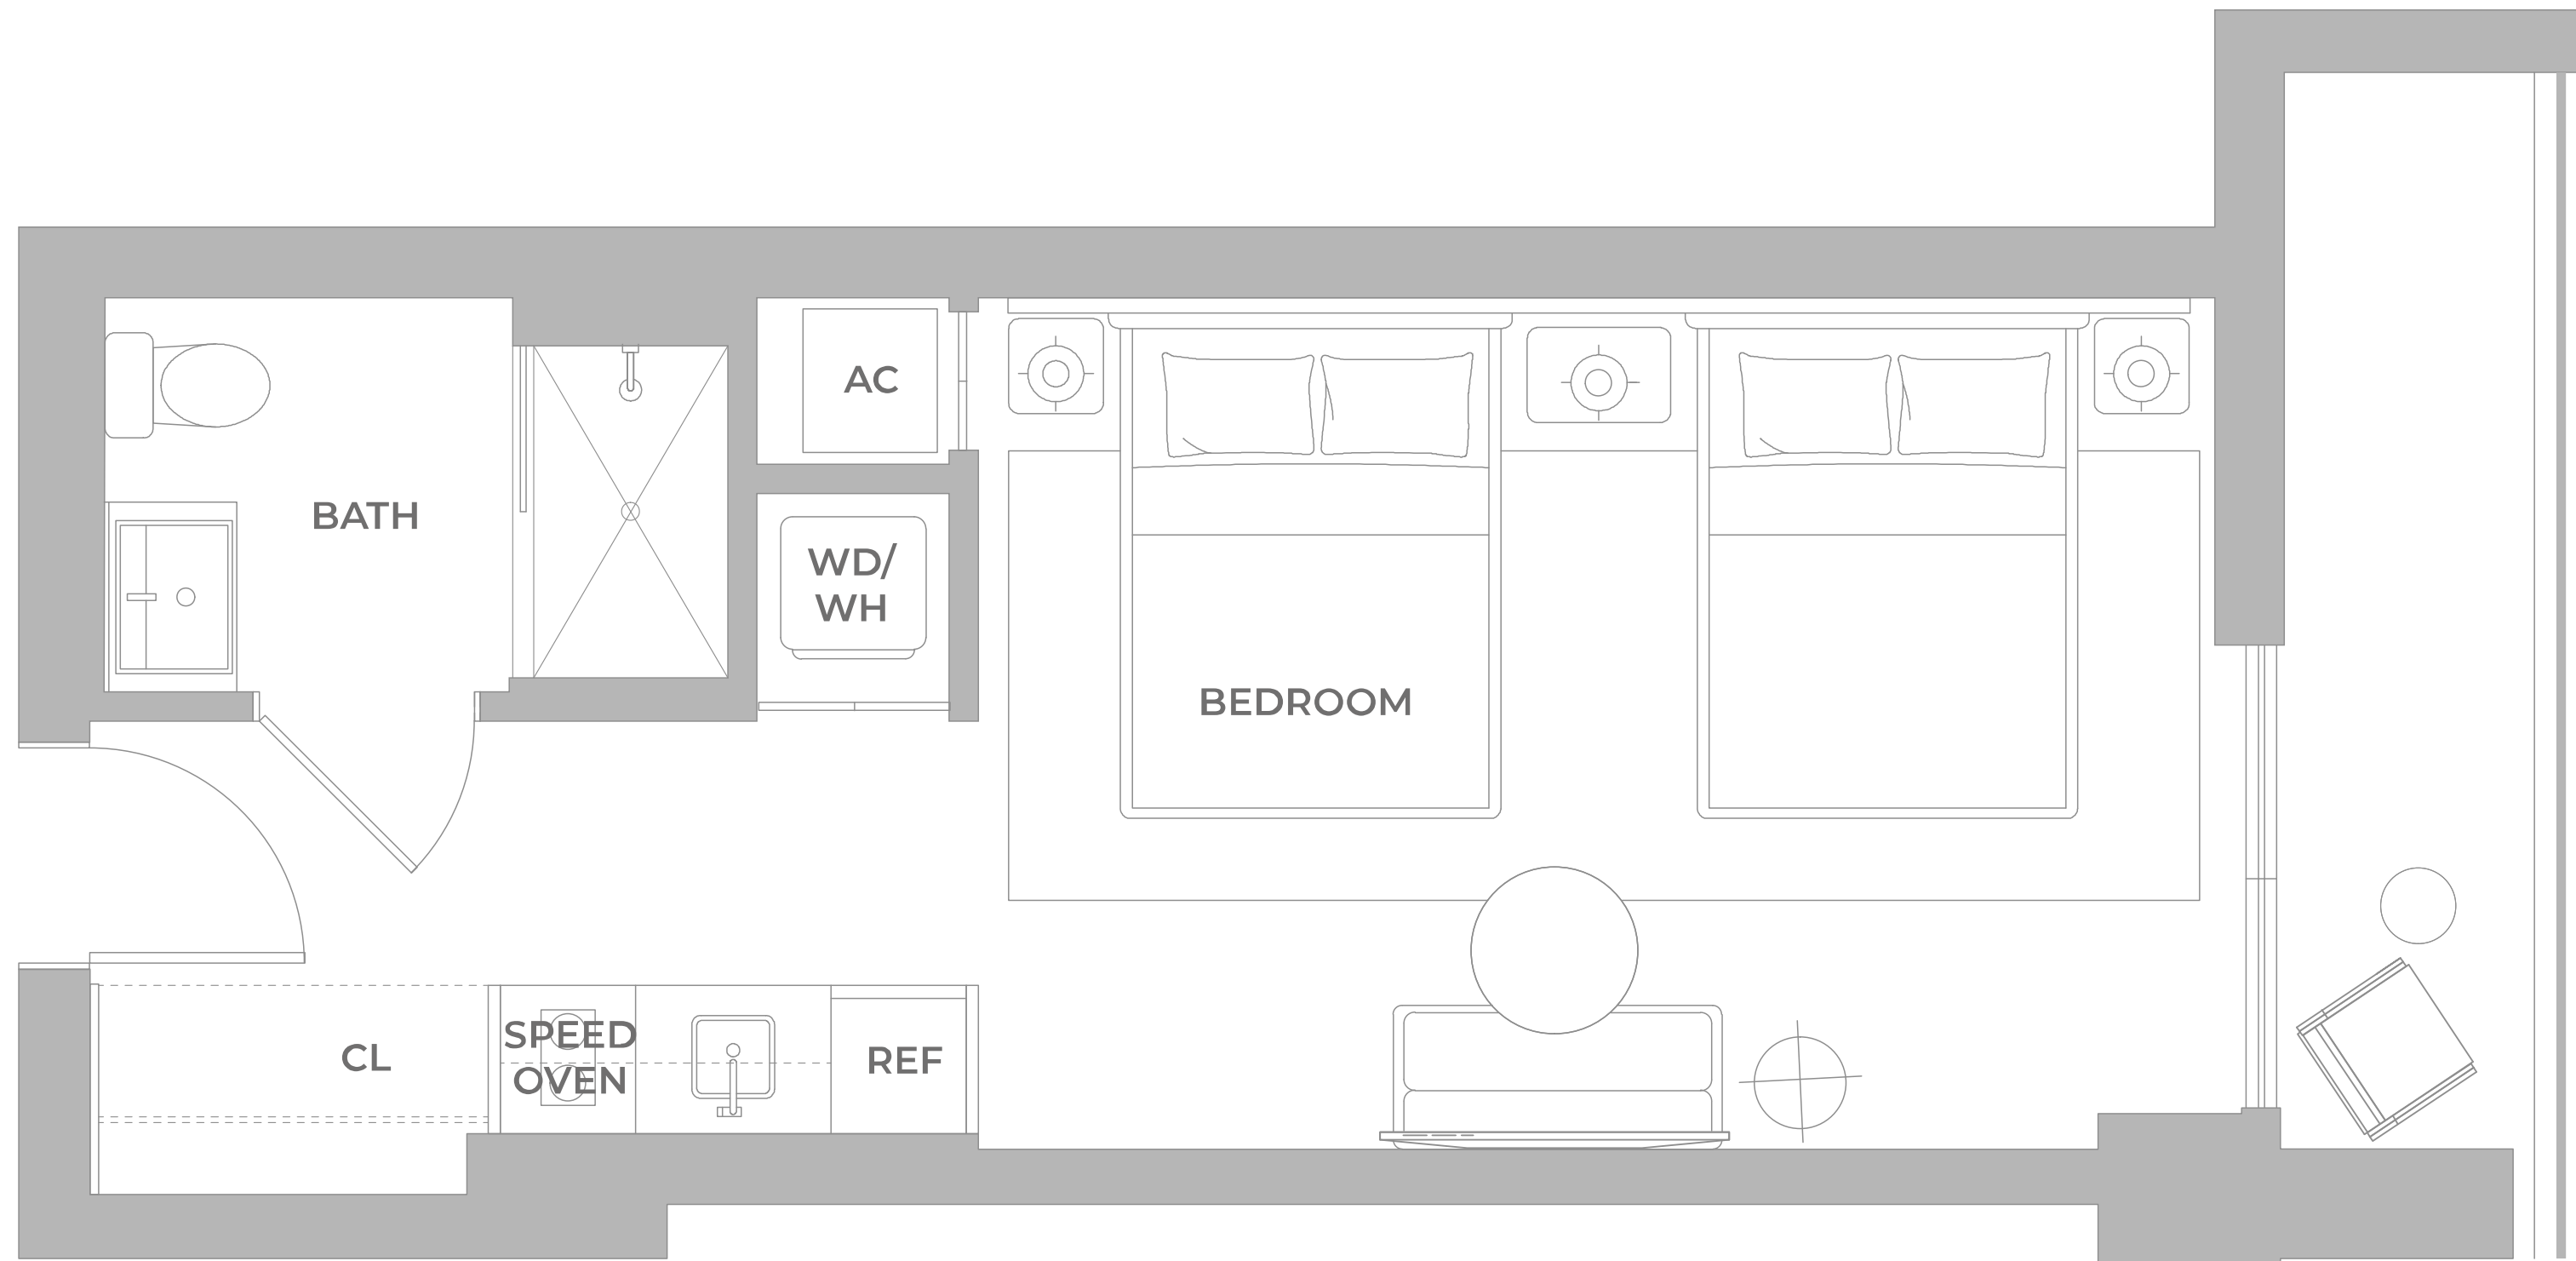 AC
BATH
WD/
WH
BEDROOM
CL
SPEED
OVEN
REF